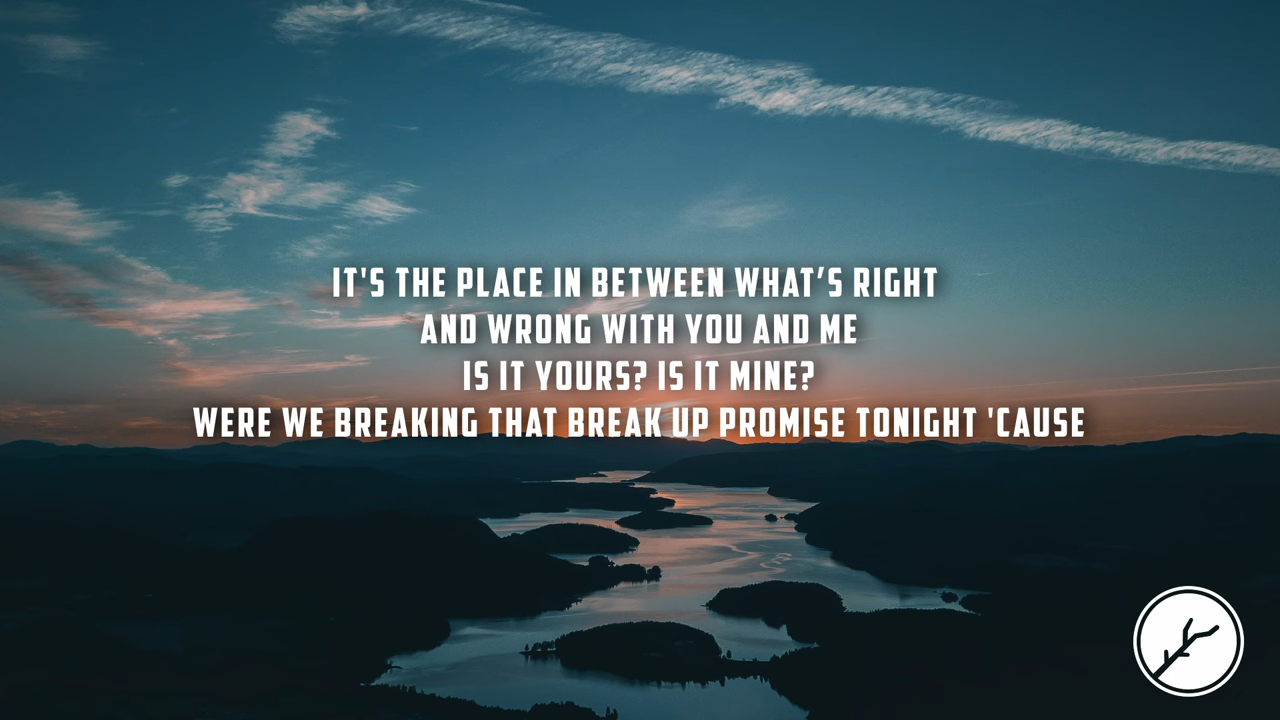 IT'S THE PLACE IN BETWEEN WHAT’S RIGHT
AND WRONG WITH YOU AND ME
IS IT YOURS? IS IT MINE?
WERE WE BREAKING THAT BREAK UP PROMISE TONIGHT 'CAUSE